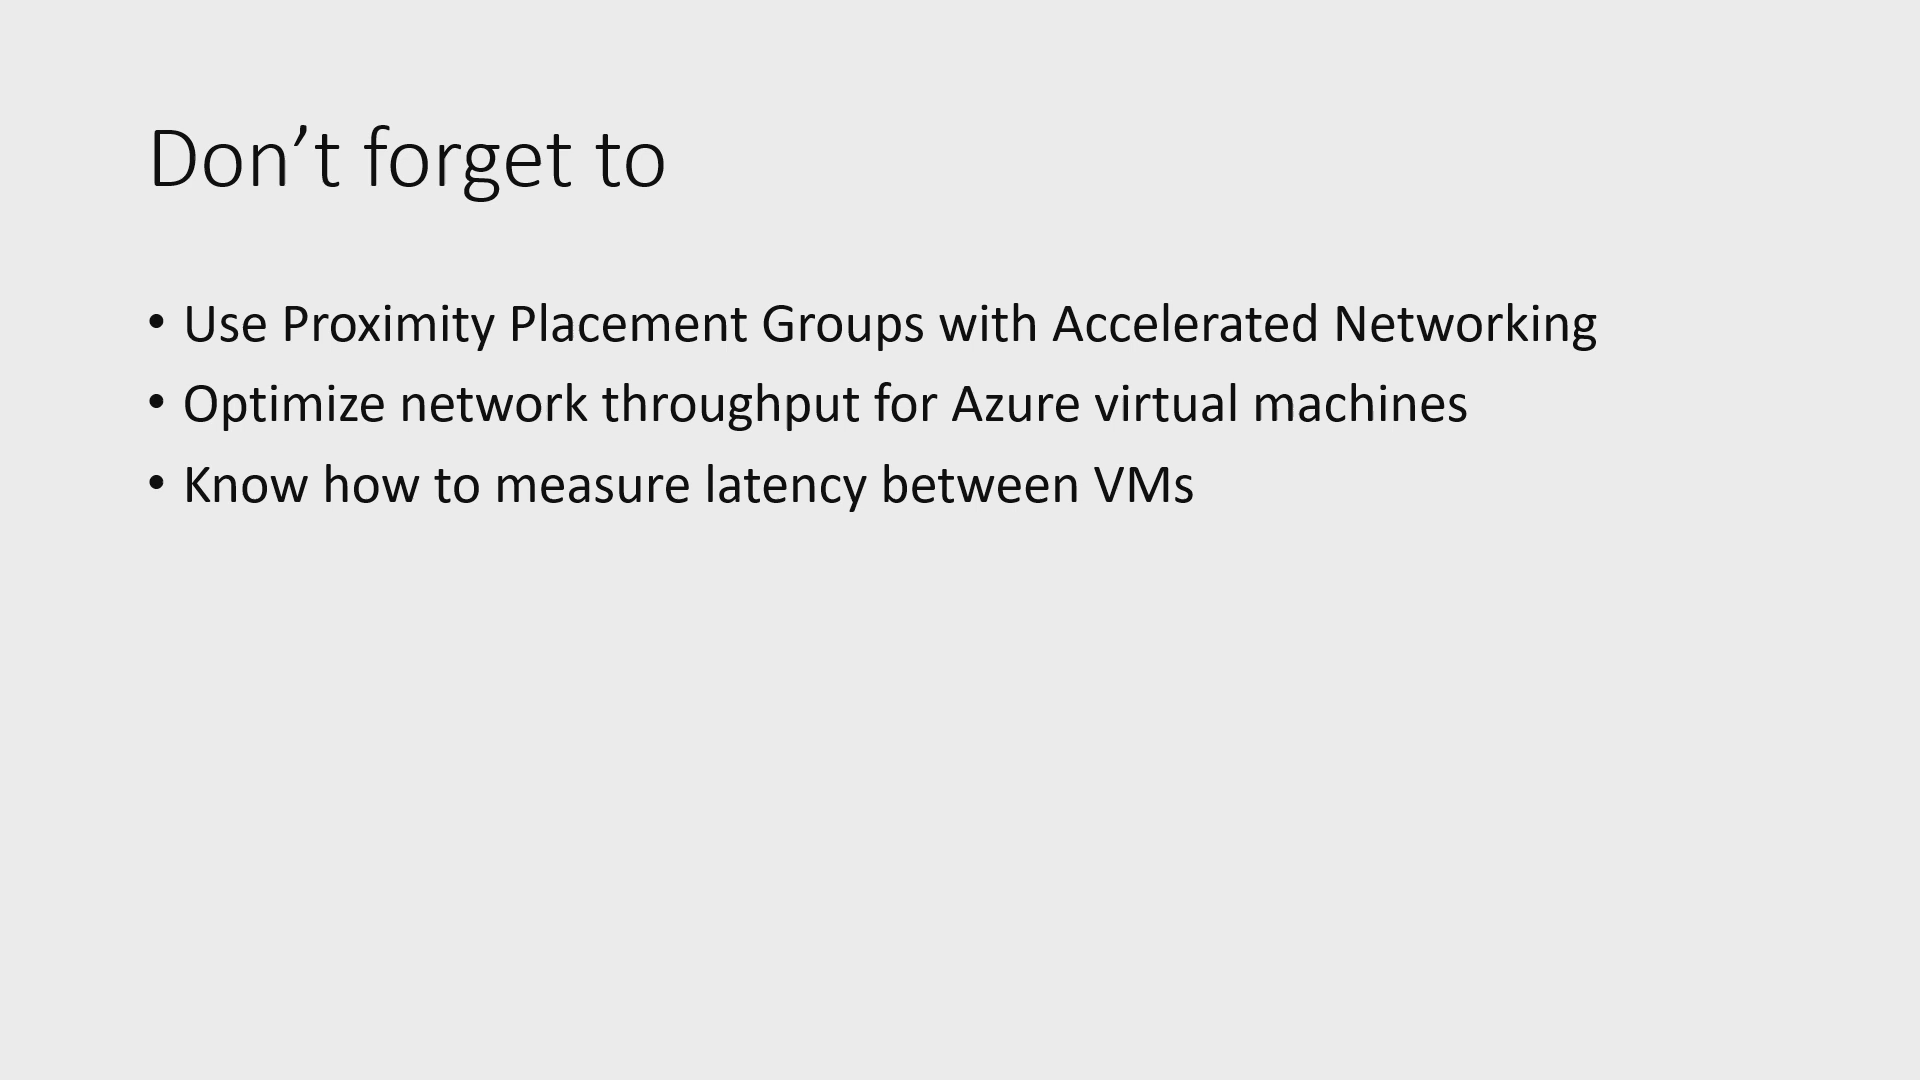 Don’t forget to
• Use Proximity Placement Groups with Accelerated Networking
• Optimize network throughput for Azure virtual machines
• Know how to measure latency between VMs